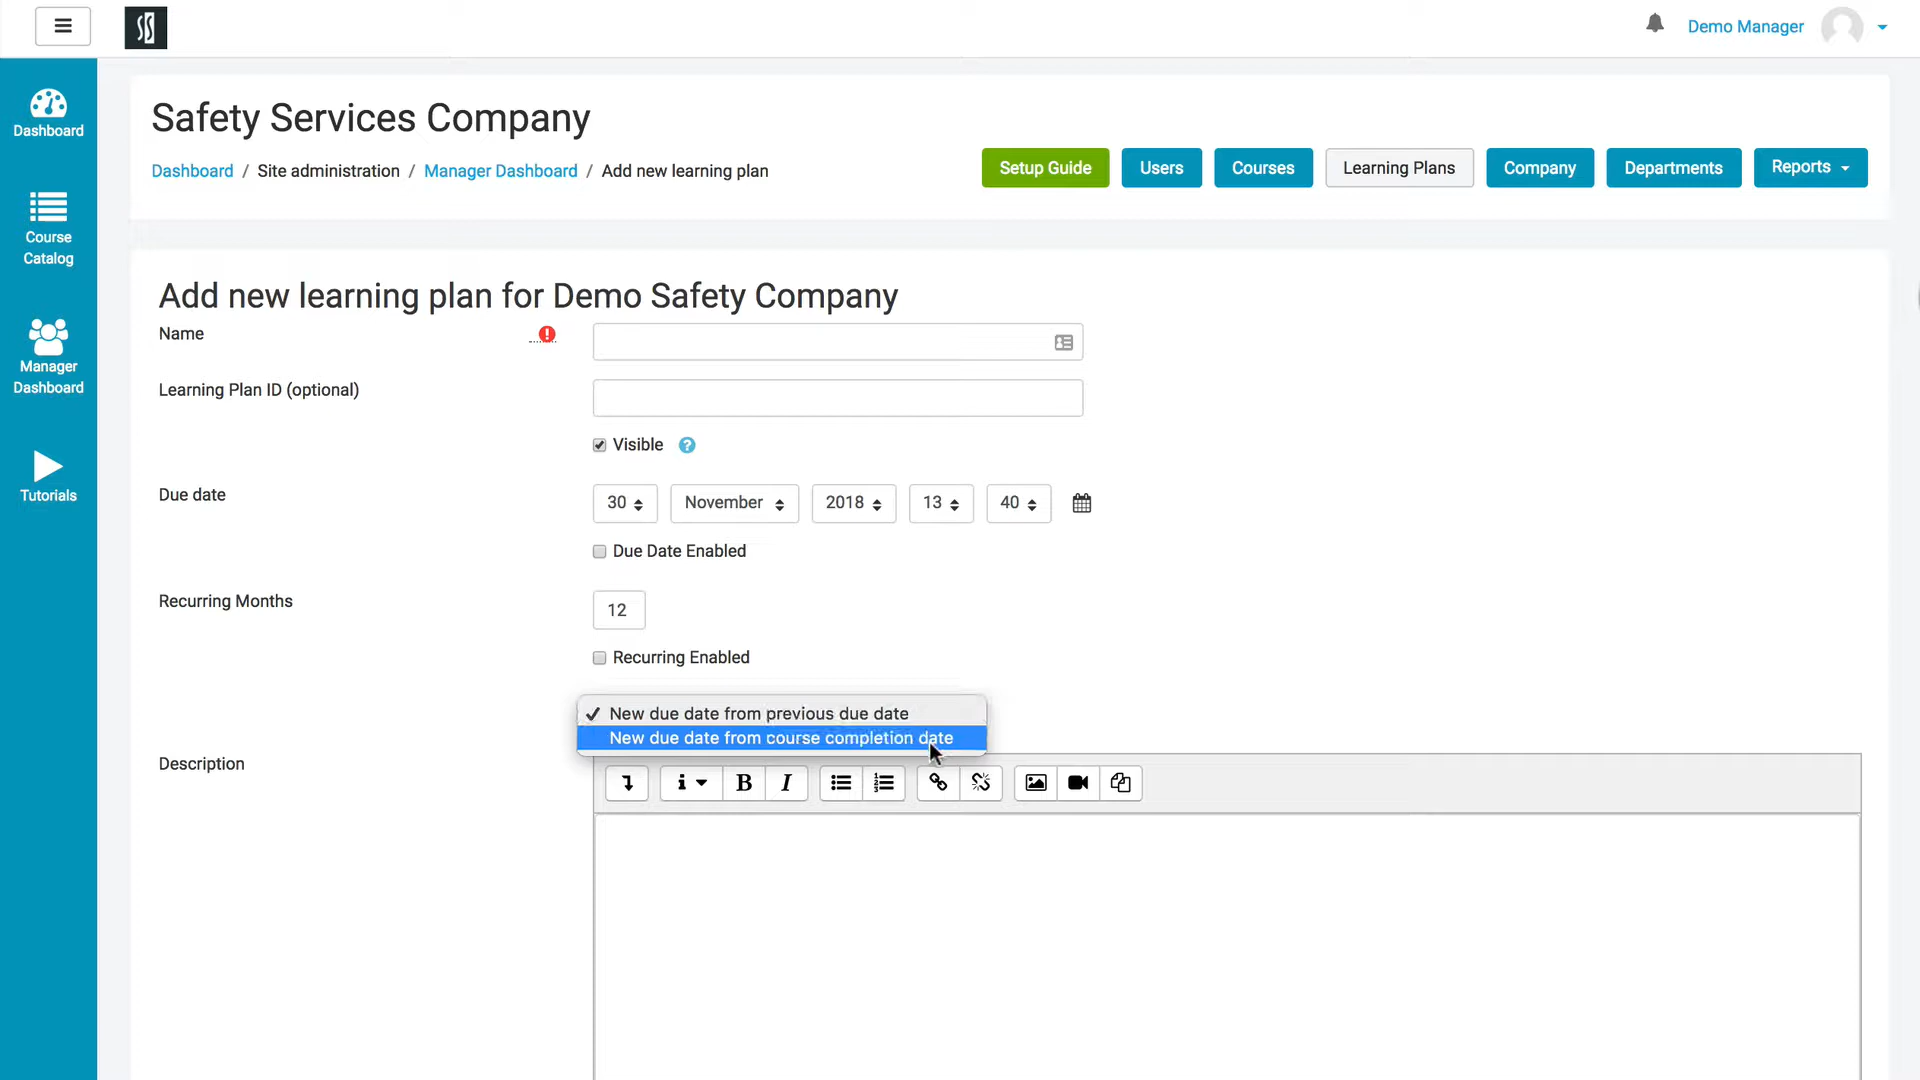 Demo Manager
Dashboard
Course
Catalog
Manager
Dashboard
Tutorials
Safety Services Company
Dashboard / Site administration / Manager Dashboard / Add new learning plan
Setup Guide Users Courses Learning Plans Company Departments Reports
Add new learning plan for Demo Safety Company
Name
Learning Plan ID (optional)
Visible ?
Due date 30 November 2018 13 40
Due Date Enabled
Recurring Months 12
Recurring Enabled
✓ New due date from previous due date
New due date from course completion date
Description
i B I